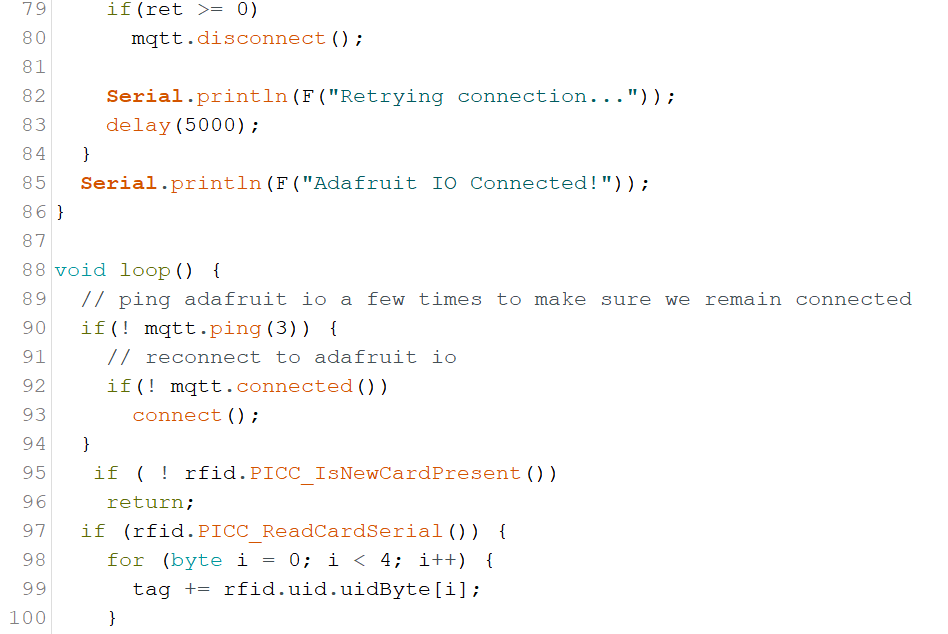 79 if(ret >= 0)
80 mqtt.disconnect();
81
82 Serial.println(F("Retrying connection..."));
83 delay(5000);
84 }
85 Serial.println(F("Adafruit IO Connected!"));
86 }
87
88 void loop() {
89 // ping adafruit io a few times to make sure we remain connected
90 if(! mqtt.ping(3)) {
91 // reconnect to adafruit io
92 if(! mqtt.connected())
93 connect();
94 }
95 if ( ! rfid.PICC_IsNewCardPresent())
96 return;
97 if (rfid.PICC_ReadCardSerial()) {
98 for (byte i = 0; i < 4; i++) {
99 tag += rfid.uid.uidByte[i];
100 }